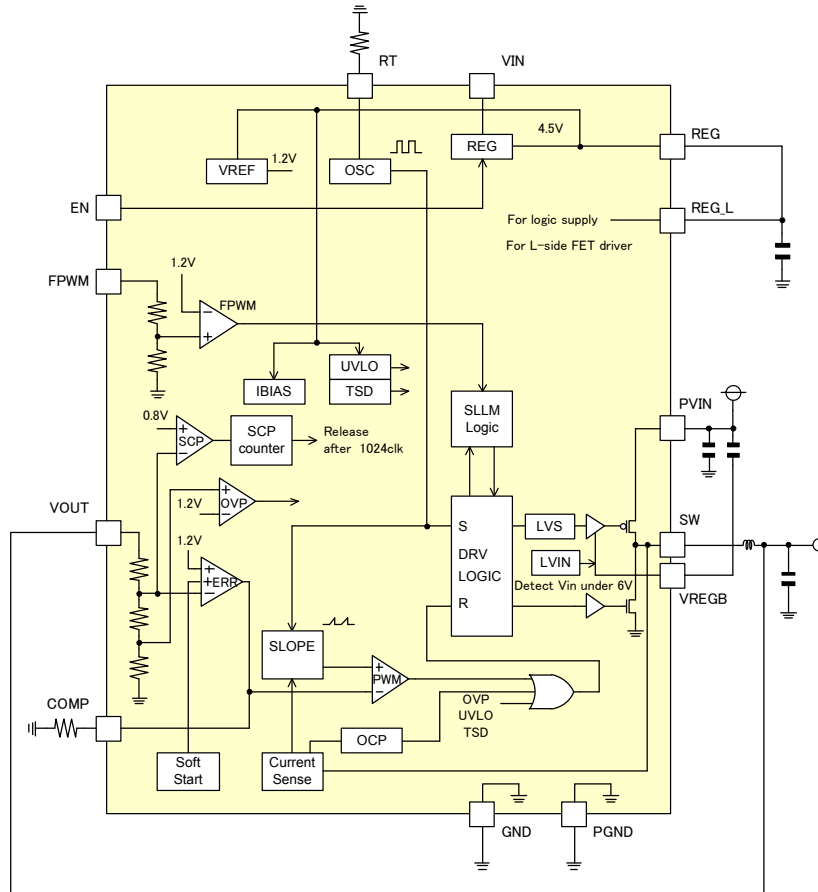 RT
VIN
4.5V
REG
VREF
1.2V
OSC
REG
EN
For logic supply
REG_L
For L-side FET driver
FPWM
1.2V
FPWM
-
+
UVLO
IBIAS
TSD
SLLM
Logic
PVIN
0.8V
+
SCP
-
SCP
counter
Release
after 1024clk
VOUT
+
OVP
1.2V
-
S
LVS
SW
1.2V
DRV
LOGIC
LVIN
+
+ERR
-
Detect Vin under 6V
VREGB
R
SLOPE
+
PWM
-
OVP
UVLO
TSD
COMP
OCP
Soft
Start
Current
Sense
GND
PGND